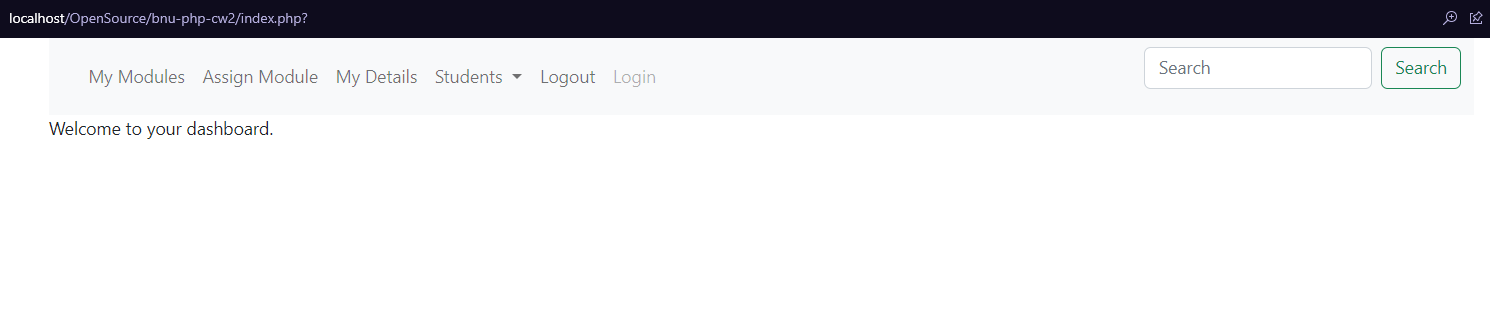 localhost/OpenSource/bnu-php-cw2/index.php?
My Modules Assign Module My Details Students Logout Login Search Search
Welcome to your dashboard.